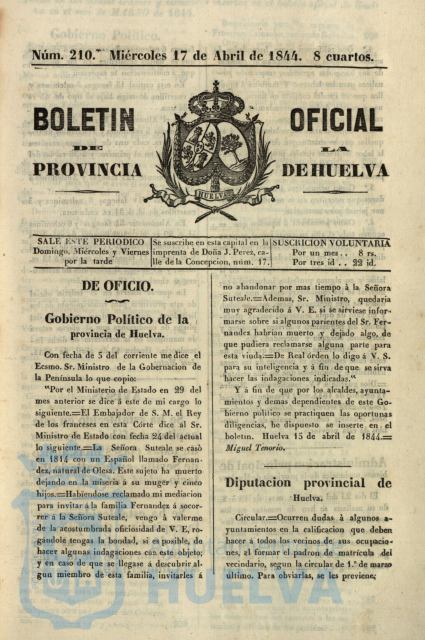 Núm. 210. Miércoles 17 de Abril de 1844. 8 cuartos.
BOLETIN OFICIAL
DE LA
PROVINCIA DE HUELVA
HUELVA
SALE ESTE PERIODICO
Domingo, Miércoles y Viernes
por la tarde
Se suscribe en esta capital en la
imprenta de Doña J. Perez, ca-
lle de la Concepcion, núm. 17.
SUSCRICION VOLUNTARIA
Por un mes . . 8 rs.
Por tres id . . 22 id.
DE OFICIO.
Gobierno Político de la
provincia de Huelva.
Con fecha de 5 del corriente me dice el
Ecsmo. Sr. Ministro de la Gobernacion de
la Península lo que copio:
"Por el Ministerio de Estado en 29 del
mes anterior se dice á este de mi cargo lo
siguiente.=El Embajador de S. M. el Rey
de los franceses en esta Córte dice al Sr.
Ministro de Estado con fecha 24 del actual
lo siguiente.=La Señora Suteale se casó
en 1814 con un Español llamado Fernan-
dez, natural de Olesa. Este sujeto ha muerto
dejando en la miseria á su muger y cinco
hijos.=Habiendose reclamado mi mediacion
para invitar á la familia Fernandez á socor-
rer á la Señora Suteale, vengo á valerme
de la acostumbrada oficiosidad de V. E. ro-
gándole tenga la bondad, si es posible, de
hacer algunas indagaciones con este objeto;
y en caso de que se llegase á descubrir al-
gun miembro de esta familia, invitarles á
no abandonar por mas tiempo á la Señora
Suteale.=Ademas, Sr. Ministro, quedaria
muy agradecido á V. E. si se sirviese infor-
marse sobre si algunos parientes del Sr. Fer-
nandez habrian muerto y dejado algo, de
que pudiera reclamarse alguna parte para
esta viuda.=De Real órden lo digo á V. S.
para su inteligencia y á fin de que se sirva
hacer las indagaciones indicadas."
Y á fin de que por los alcaldes, ayunta-
mientos y demas dependientes de este Go-
bierno político se practiquen las oportunas
diligencias, he dispuesto se inserte en el
boletin. Huelva 15 de abril de 1844.=
Miguel Tenorio.
Diputacion provincial de
Huelva.
Circular.=Ocurren dudas á algunos a-
yuntamientos en la calificacion que deben
hacer á todos los vecinos de sus ocupacio-
nes, al formar el padron de matrícula del
vecindario, segun la circular de 1.º de marzo
último. Para obviarlas, se les previene;
HUELVA